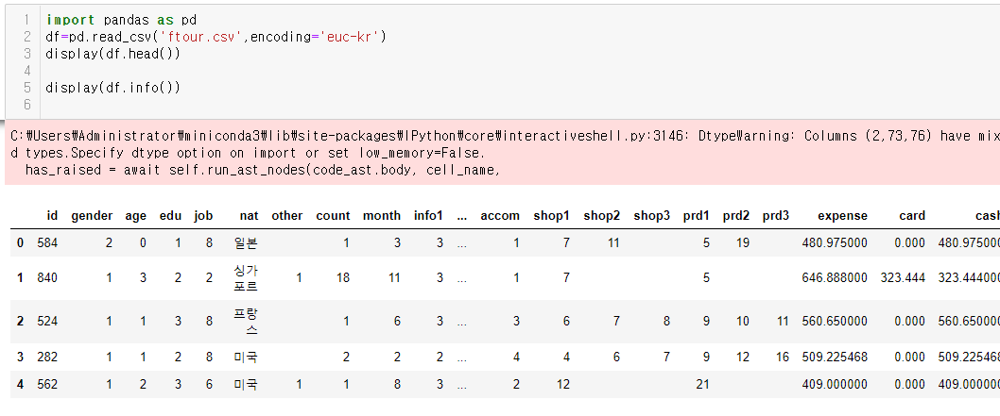 1 import pandas as pd
2 df=pd.read_csv('ftour.csv',encoding='euc-kr')
3 display(df.head())
4
5 display(df.info())
6
C:₩Users₩Administrator₩miniconda3₩lib₩site-packages₩IPython₩core₩interactiveshell.py:3146: DtypeWarning: Columns (2,73,76) have mix
d types.Specify dtype option on import or set low_memory=False.
has_raised = await self.run_ast_nodes(code_ast.body, cell_name,
id gender age edu job nat other count month info1 ... accom shop1 shop2 shop3 prd1 prd2 prd3 expense card cash
0 584 2 0 1 8 일본 1 3 3 ... 1 7 11 5 19 480.975000 0.000 480.975000
1 840 1 3 2 2 싱가포르 1 18 11 3 ... 1 7 5 646.888000 323.444 323.444000
2 524 1 1 3 8 프랑스 1 6 3 ... 3 6 7 8 9 10 11 560.650000 0.000 560.650000
3 282 1 1 2 8 미국 2 2 2 ... 4 4 6 7 9 12 16 509.225468 0.000 509.225468
4 562 1 2 3 6 미국 1 1 8 3 ... 2 12 21 409.000000 0.000 409.000000